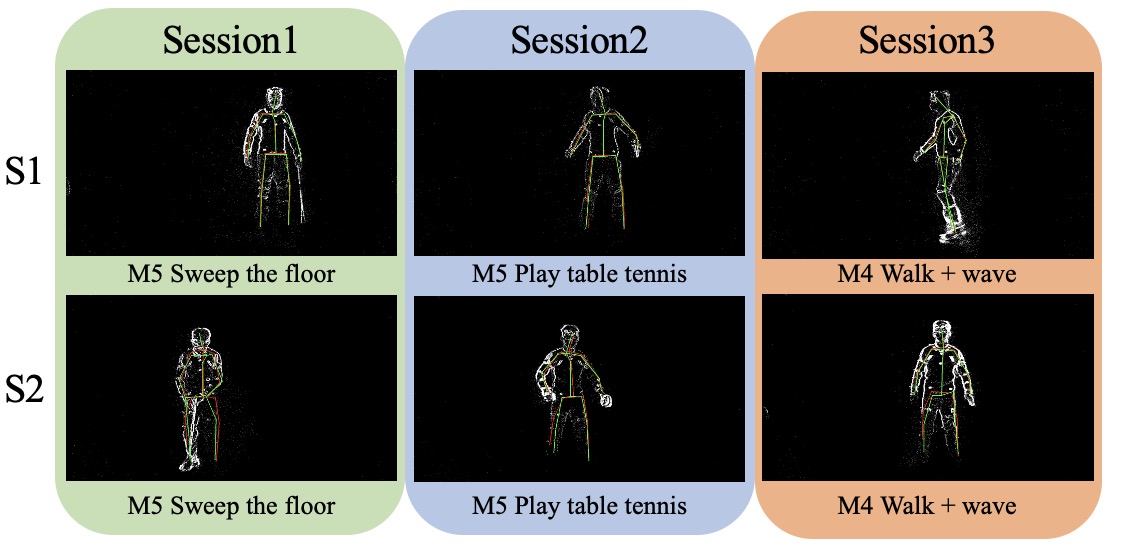 Session1
Session2
Session3
S1
M5 Sweep the floor
M5 Play table tennis
M4 Walk + wave
S2
M5 Sweep the floor
M5 Play table tennis
M4 Walk + wave